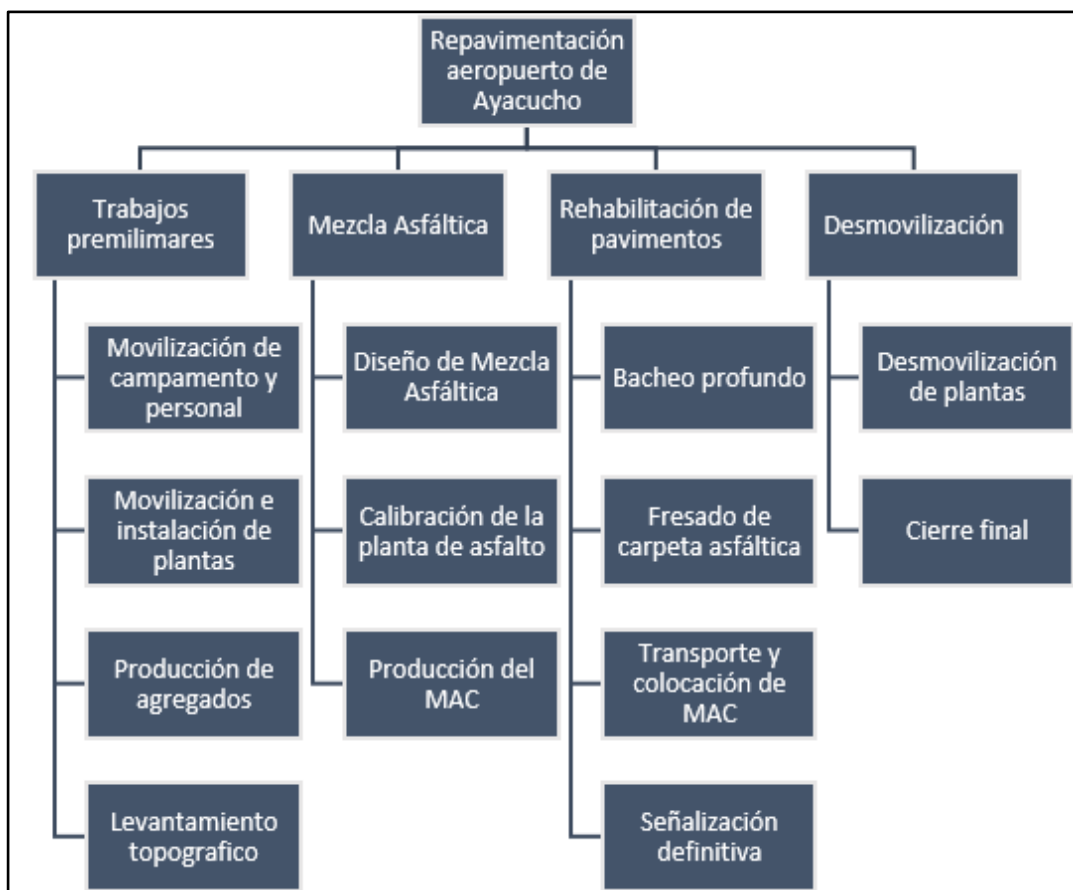 Repavimentación
aeropuerto de
Ayacucho
Trabajos
premilimares
Mezcla Asfáltica
Rehabilitación de
pavimentos
Desmovilización
Movilización de
campamento y
personal
Diseño de Mezcla
Asfáltica
Bacheo profundo
Desmovilización
de plantas
Movilización e
instalación de
plantas
Calibración de la
planta de asfalto
Fresado de
carpeta asfáltica
Cierre final
Producción de
agregados
Producción del
MAC
Transporte y
colocación de
MAC
Levantamiento
topografico
Señalización
definitiva